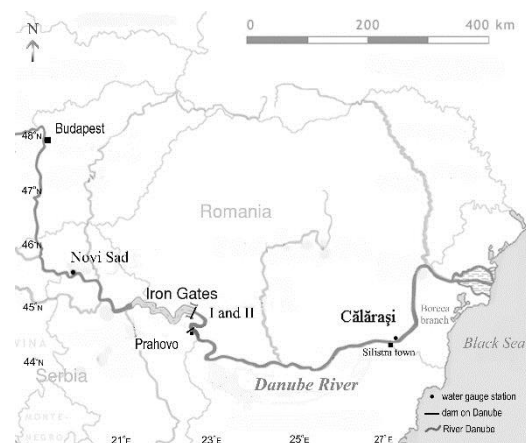 N
0 100 200 300 400 km
48°N
Budapest
47°N
Romania
46°N
Novi Sad
Iron Gates
45°N
I and II
Călărași
branch
Prahovo
Silistra town
Black Sea
44°N
Serbia
Danube River
water gauge station
dam on Danube
River Danube
21°E
23°E
25°E
27°E